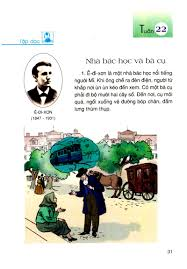 Tập đọc
Tuần 22
Nhà bác học và bà cụ
1. Ê-đi-xơn là một nhà bác học nổi tiếng
người Mĩ. Khi ông chế ra đèn điện, người từ
khắp nơi ùn ùn kéo đến xem. Có một bà cụ
phải đi bộ mười hai cây số. Đến nơi, cụ mỏi
quá, ngồi xuống vệ đường bóp chân, đấm
lưng thùm thụp.
Ê-ĐI-XƠN
(1847 - 1931)
31